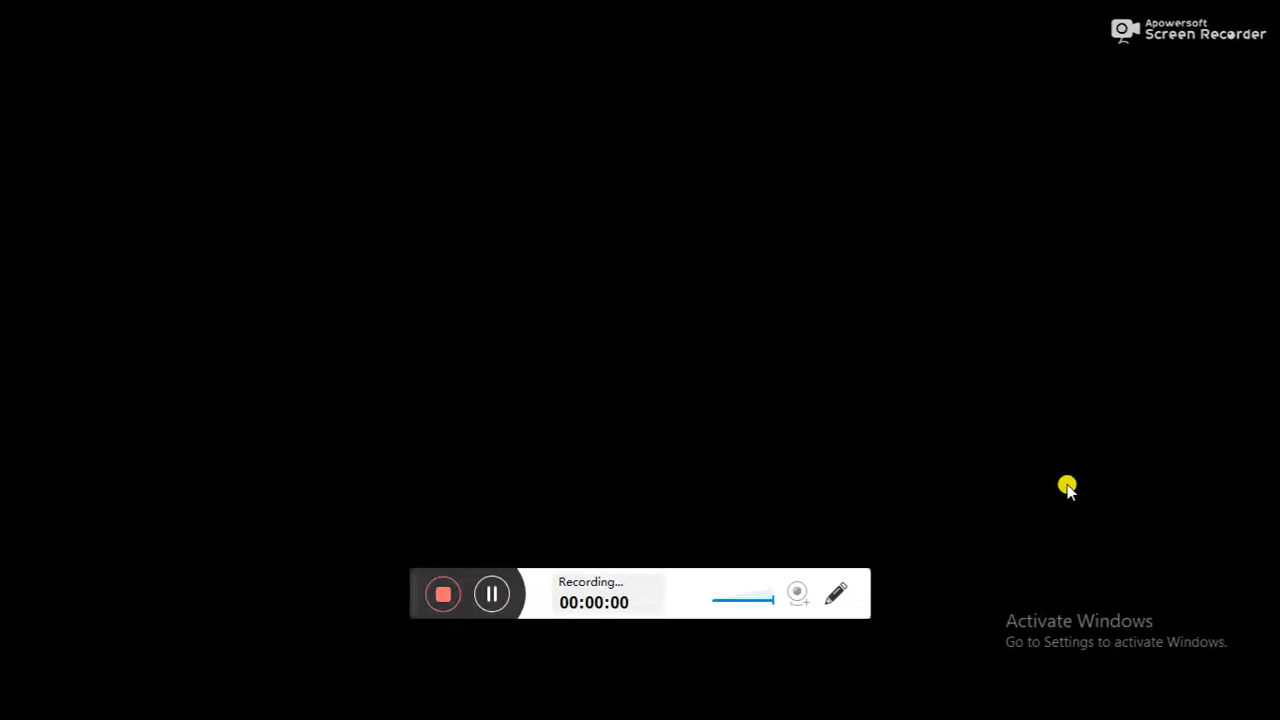 Apowersoft
Screen Recorder
Recording...
00:00:00
Activate Windows
Go to Settings to activate Windows.